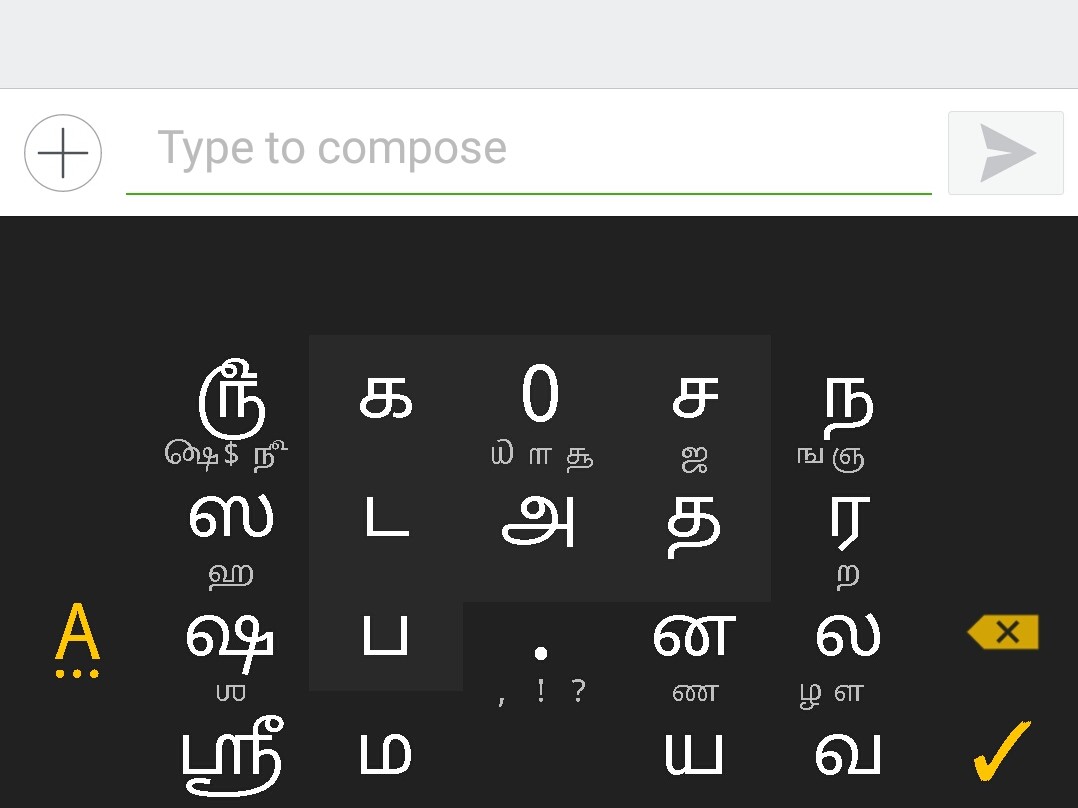 Type to compose
௹ க 0 ச ந
௸ $ ௺ ௰ ௱ ௲ ஜ ங ஞ
ஸ ட அ த ர
ஹ ற
A ஷ ப . ன ல
ஶ , ! ? ண ழ ள
ஸ்ரீ ம ய வ